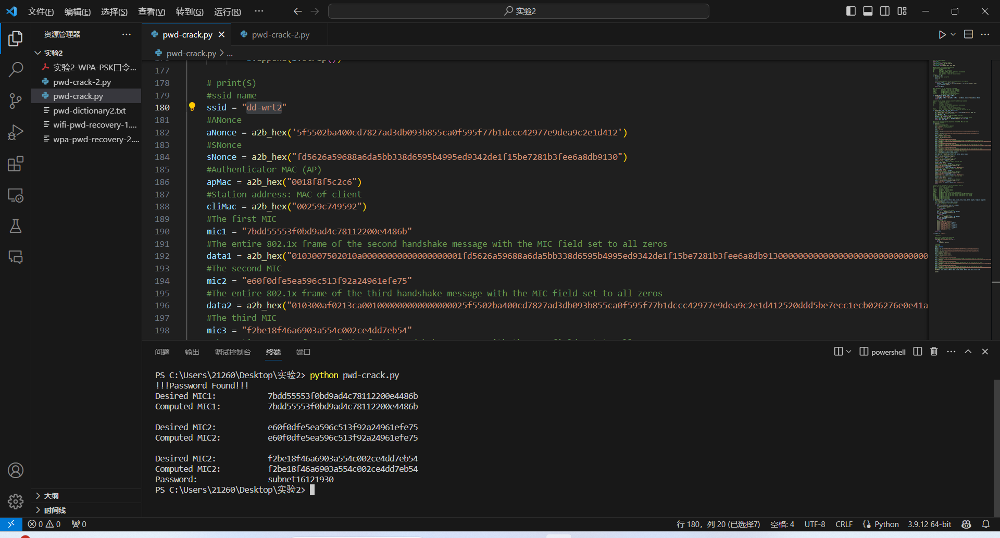 文件(F) 编辑(E) 选择(S) 查看(V) 转到(G) 运行(R) ··· 实验2
资源管理器 ···
实验2
实验2-WPA-PSK口令...
pwd-crack-2.py
pwd-crack.py
pwd-dictionary2.txt
wifi-pwd-recovery-1....
wpa-pwd-recovery-2....
大纲
时间线
pwd-crack.py pwd-crack-2.py
pwd-crack.py > ...
177
178 # print(S)
179 #ssid name
180 ssid = "dd-wrt2"
181 #ANonce
182 aNonce = a2b_hex('5f5502ba400cd7827ad3db093b855ca0f595f77b1dccc42977e9dea9c2e1d412')
183 #SNonce
184 sNonce = a2b_hex("fd5626a59688a6da5bb338d6595b4995ed9342de1f15be7281b3fee6a8db9130")
185 #Authenticator MAC (AP)
186 apMac = a2b_hex("0018f8f5c2c6")
187 #Station address: MAC of client
188 cliMac = a2b_hex("00259c749592")
189 #The first MIC
190 mic1 = "7bdd55553f0bd9ad4c78112200e4486b"
191 #The entire 802.1x frame of the second handshake message with the MIC field set to all zeros
192 data1 = a2b_hex("0103007502010a00000000000000000001fd5626a59688a6da5bb338d6595b4995ed9342de1f15be7281b3fee6a8db91300000000000000000000000000000
193 #The second MIC
194 mic2 = "e60f0dfe5ea596c513f92a24961efe75"
195 #The entire 802.1x frame of the third handshake message with the MIC field set to all zeros
196 data2 = a2b_hex("010300af0213ca001000000000000000025f5502ba400cd7827ad3db093b855ca0f595f77b1dccc42977e9dea9c2e1d412520ddd5be7ecc1ecb026276e0e41a
197 #The third MIC
198 mic3 = "f2be18f46a6903a554c002ce4dd7eb54"
问题 输出 调试控制台 终端 端口 powershell
PS C:\Users\21260\Desktop\实验2> python pwd-crack.py
!!!Password Found!!!
Desired MIC1: 7bdd55553f0bd9ad4c78112200e4486b
Computed MIC1: 7bdd55553f0bd9ad4c78112200e4486b
Desired MIC2: e60f0dfe5ea596c513f92a24961efe75
Computed MIC2: e60f0dfe5ea596c513f92a24961efe75
Desired MIC2: f2be18f46a6903a554c002ce4dd7eb54
Computed MIC2: f2be18f46a6903a554c002ce4dd7eb54
Password: subnet16121930
PS C:\Users\21260\Desktop\实验2>
0 0 0 行 180，列 20 (已选择7) 空格: 4 UTF-8 CRLF Python 3.9.12 64-bit